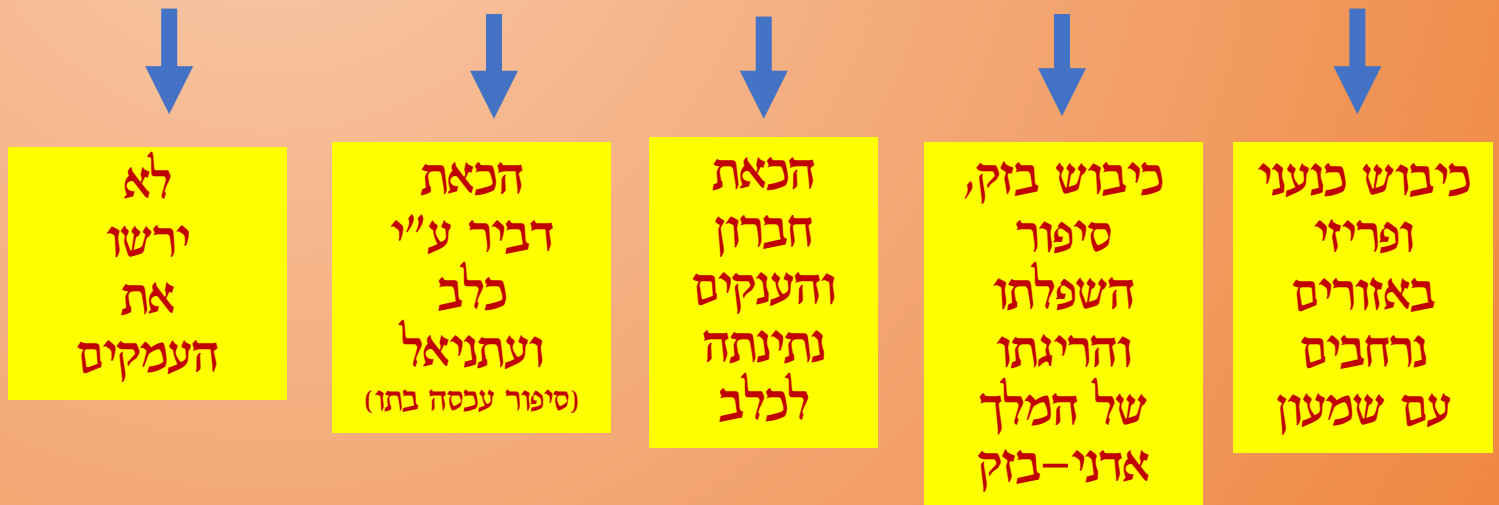 כיבוש כנעני
ופריזי
באזורים
נרחבים
עם שמעון
כיבוש בזק,
סיפור
השפלתו
והריגתו
של המלך
אדני-בזק
הכאת
חברון
והענקים
נתינתה
לכלב
הכאת
דביר ע"י
כלב
ועתניאל
(סיפור עכסה בתו)
לא
ירשו
את
העמקים